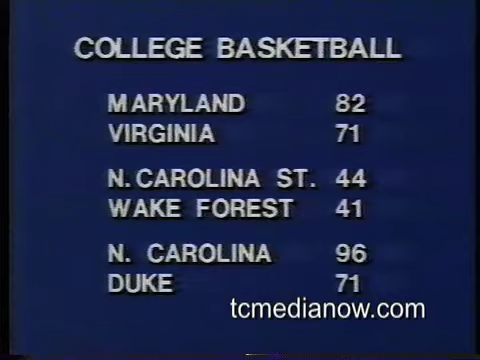 COLLEGE BASKETBALL
MARYLAND 82
VIRGINIA 71
N. CAROLINA ST. 44
WAKE FOREST 41
N. CAROLINA 96
DUKE 71
tcmedianow.com